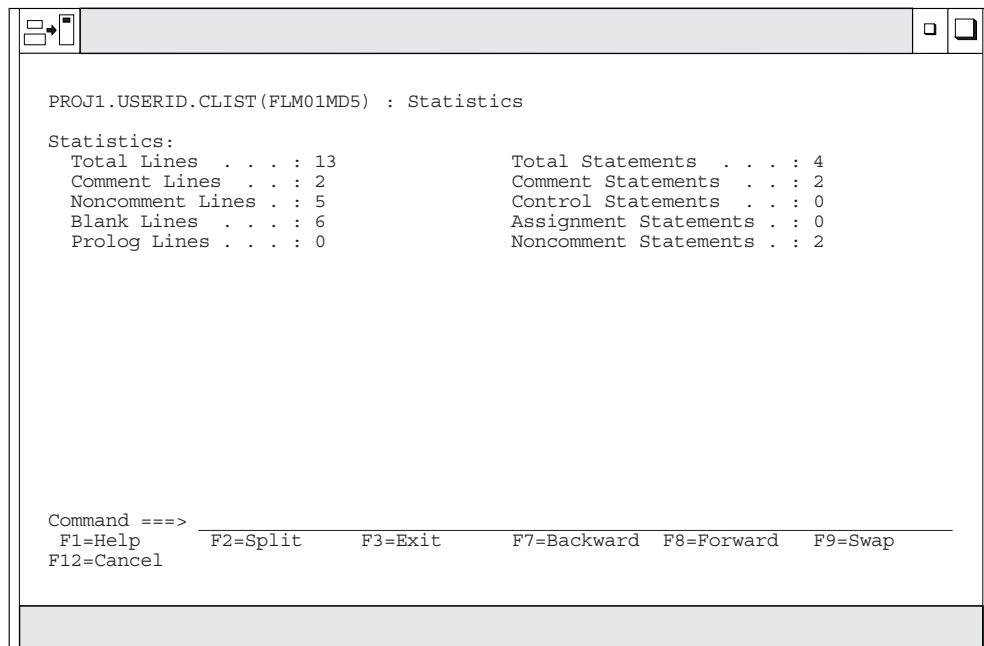 PROJ1.USERID.CLIST(FLM01MD5) : Statistics
Statistics:
Total Lines . . . : 13 Total Statements . . . : 4
Comment Lines . . : 2 Comment Statements . . : 2
Noncomment Lines . : 5 Control Statements . . : 0
Blank Lines . . . : 6 Assignment Statements . : 0
Prolog Lines . . . : 0 Noncomment Statements . : 2
Command ===>
F1=Help F2=Split F3=Exit F7=Backward F8=Forward F9=Swap
F12=Cancel